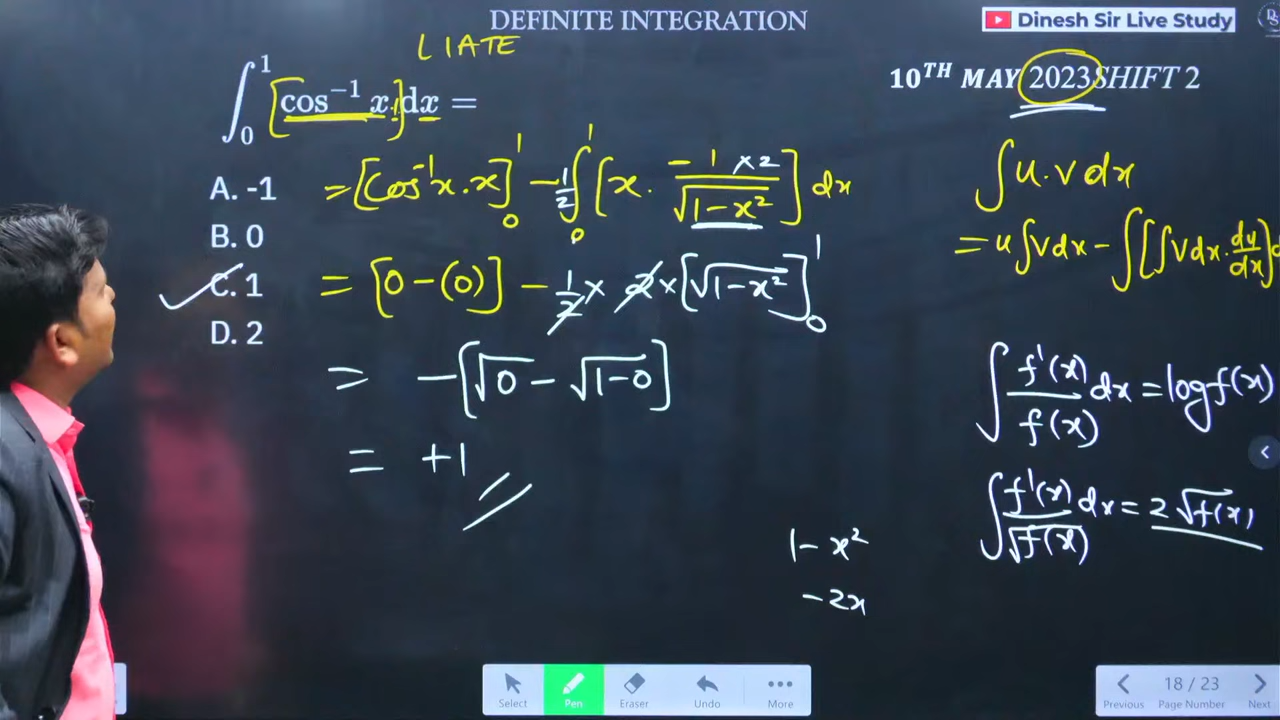 DEFINITE INTEGRATION
Dinesh Sir Live Study
LIATE
10TH MAY 2023 SHIFT 2
∫₀¹ [cos⁻¹ x . 1] dx =
A. -1
B. 0
C. 1
D. 2
= [Cos⁻¹x . x]₀¹ - 1/2 ∫₀¹ [x . -1 × 2 / √(1-x²)] dx
= [0 - (0)] - 1/2 × 2 × [√(1-x²)]₀¹
= -[√0 - √(1-0)]
= +1
∫ u.v dx
= u ∫v dx - ∫[∫v dx . du/dx] d
∫ f'(x)/f(x) dx = log f(x)
∫ f'(x)/√f(x) dx = 2 √f(x)
1 - x²
- 2x
Select
Pen
Eraser
Undo
More
Previous
18 / 23
Page Number
Next